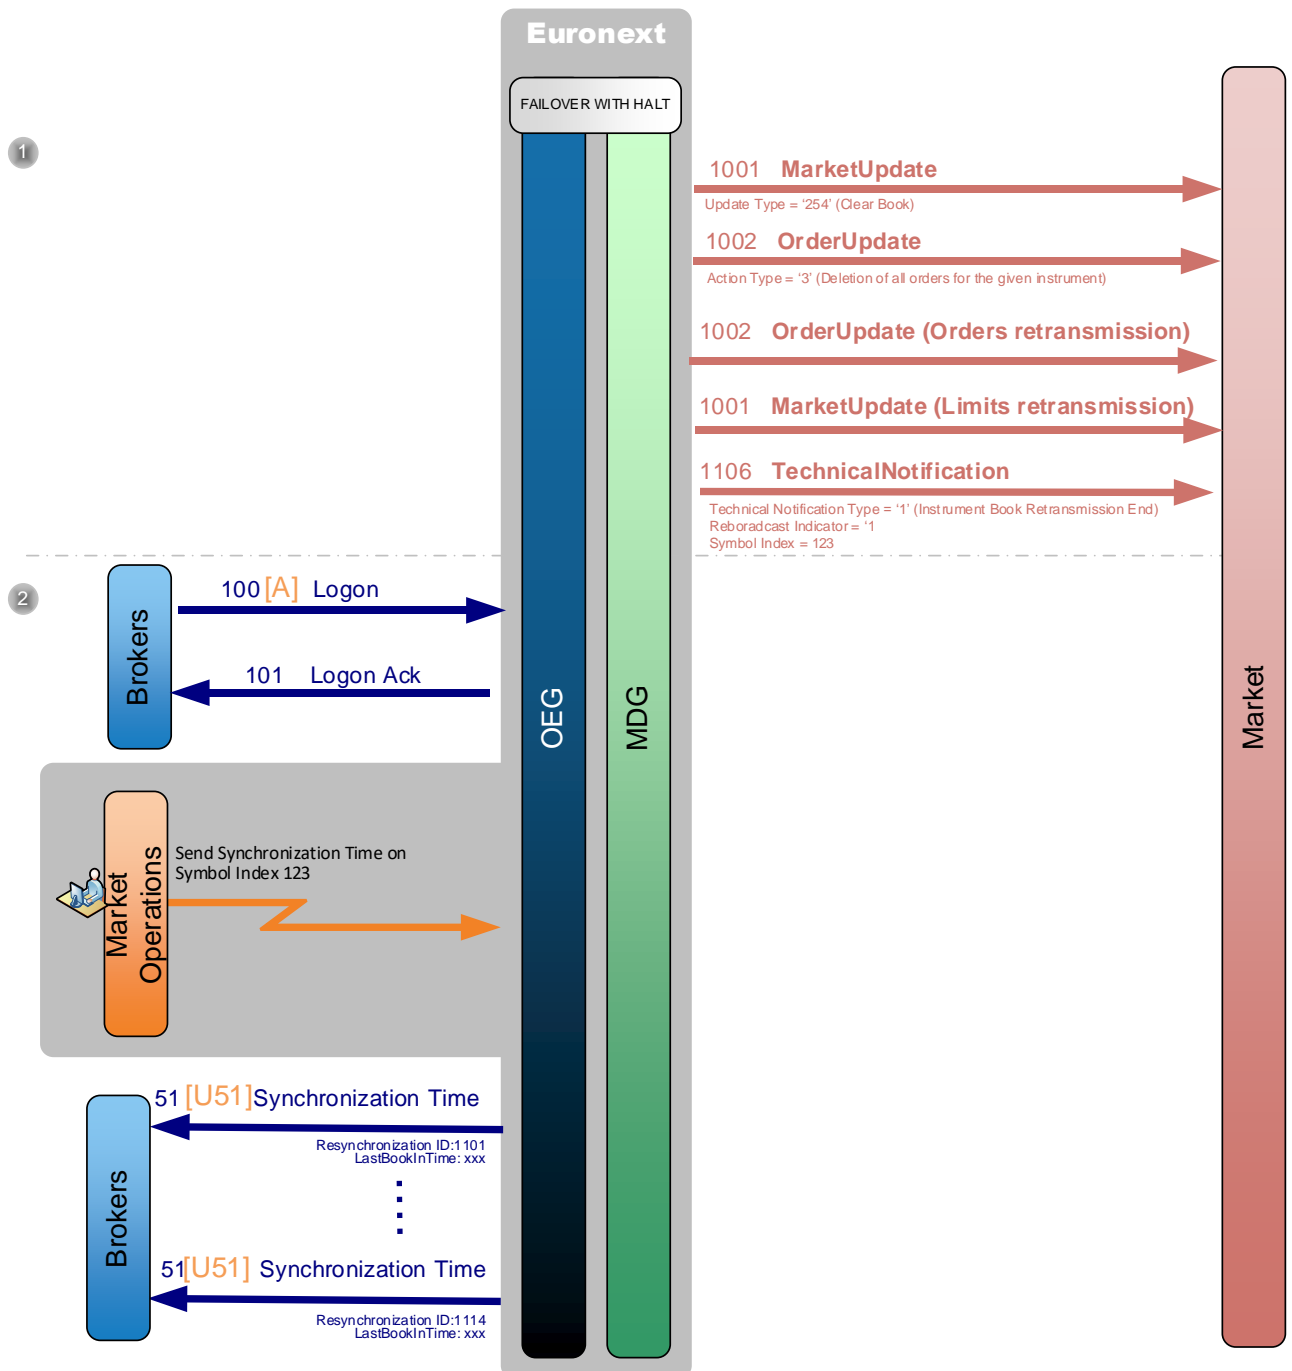 Euronext
FAILOVER WITH HALT
1
1001 MarketUpdate
Update Type = ‘254’ (Clear Book)
1002 OrderUpdate
Action Type = ‘3’ (Deletion of all orders for the given instrument)
1002 OrderUpdate (Orders retransmission)
1001 MarketUpdate (Limits retransmission)
1106 TechnicalNotification
Technical Notification Type = ‘1’ (Instrument Book Retransmission End)
Reboradcast Indicator = ‘1
Symbol Index = 123
2
Brokers
100 [A] Logon
101 Logon Ack
OEG
MDG
Market
Market
Operations
Send Synchronization Time on
Symbol Index 123
Brokers
51 [U51] Synchronization Time
Resynchronization ID:1101
LastBookInTime: xxx
51 [U51] Synchronization Time
Resynchronization ID:1114
LastBookInTime: xxx